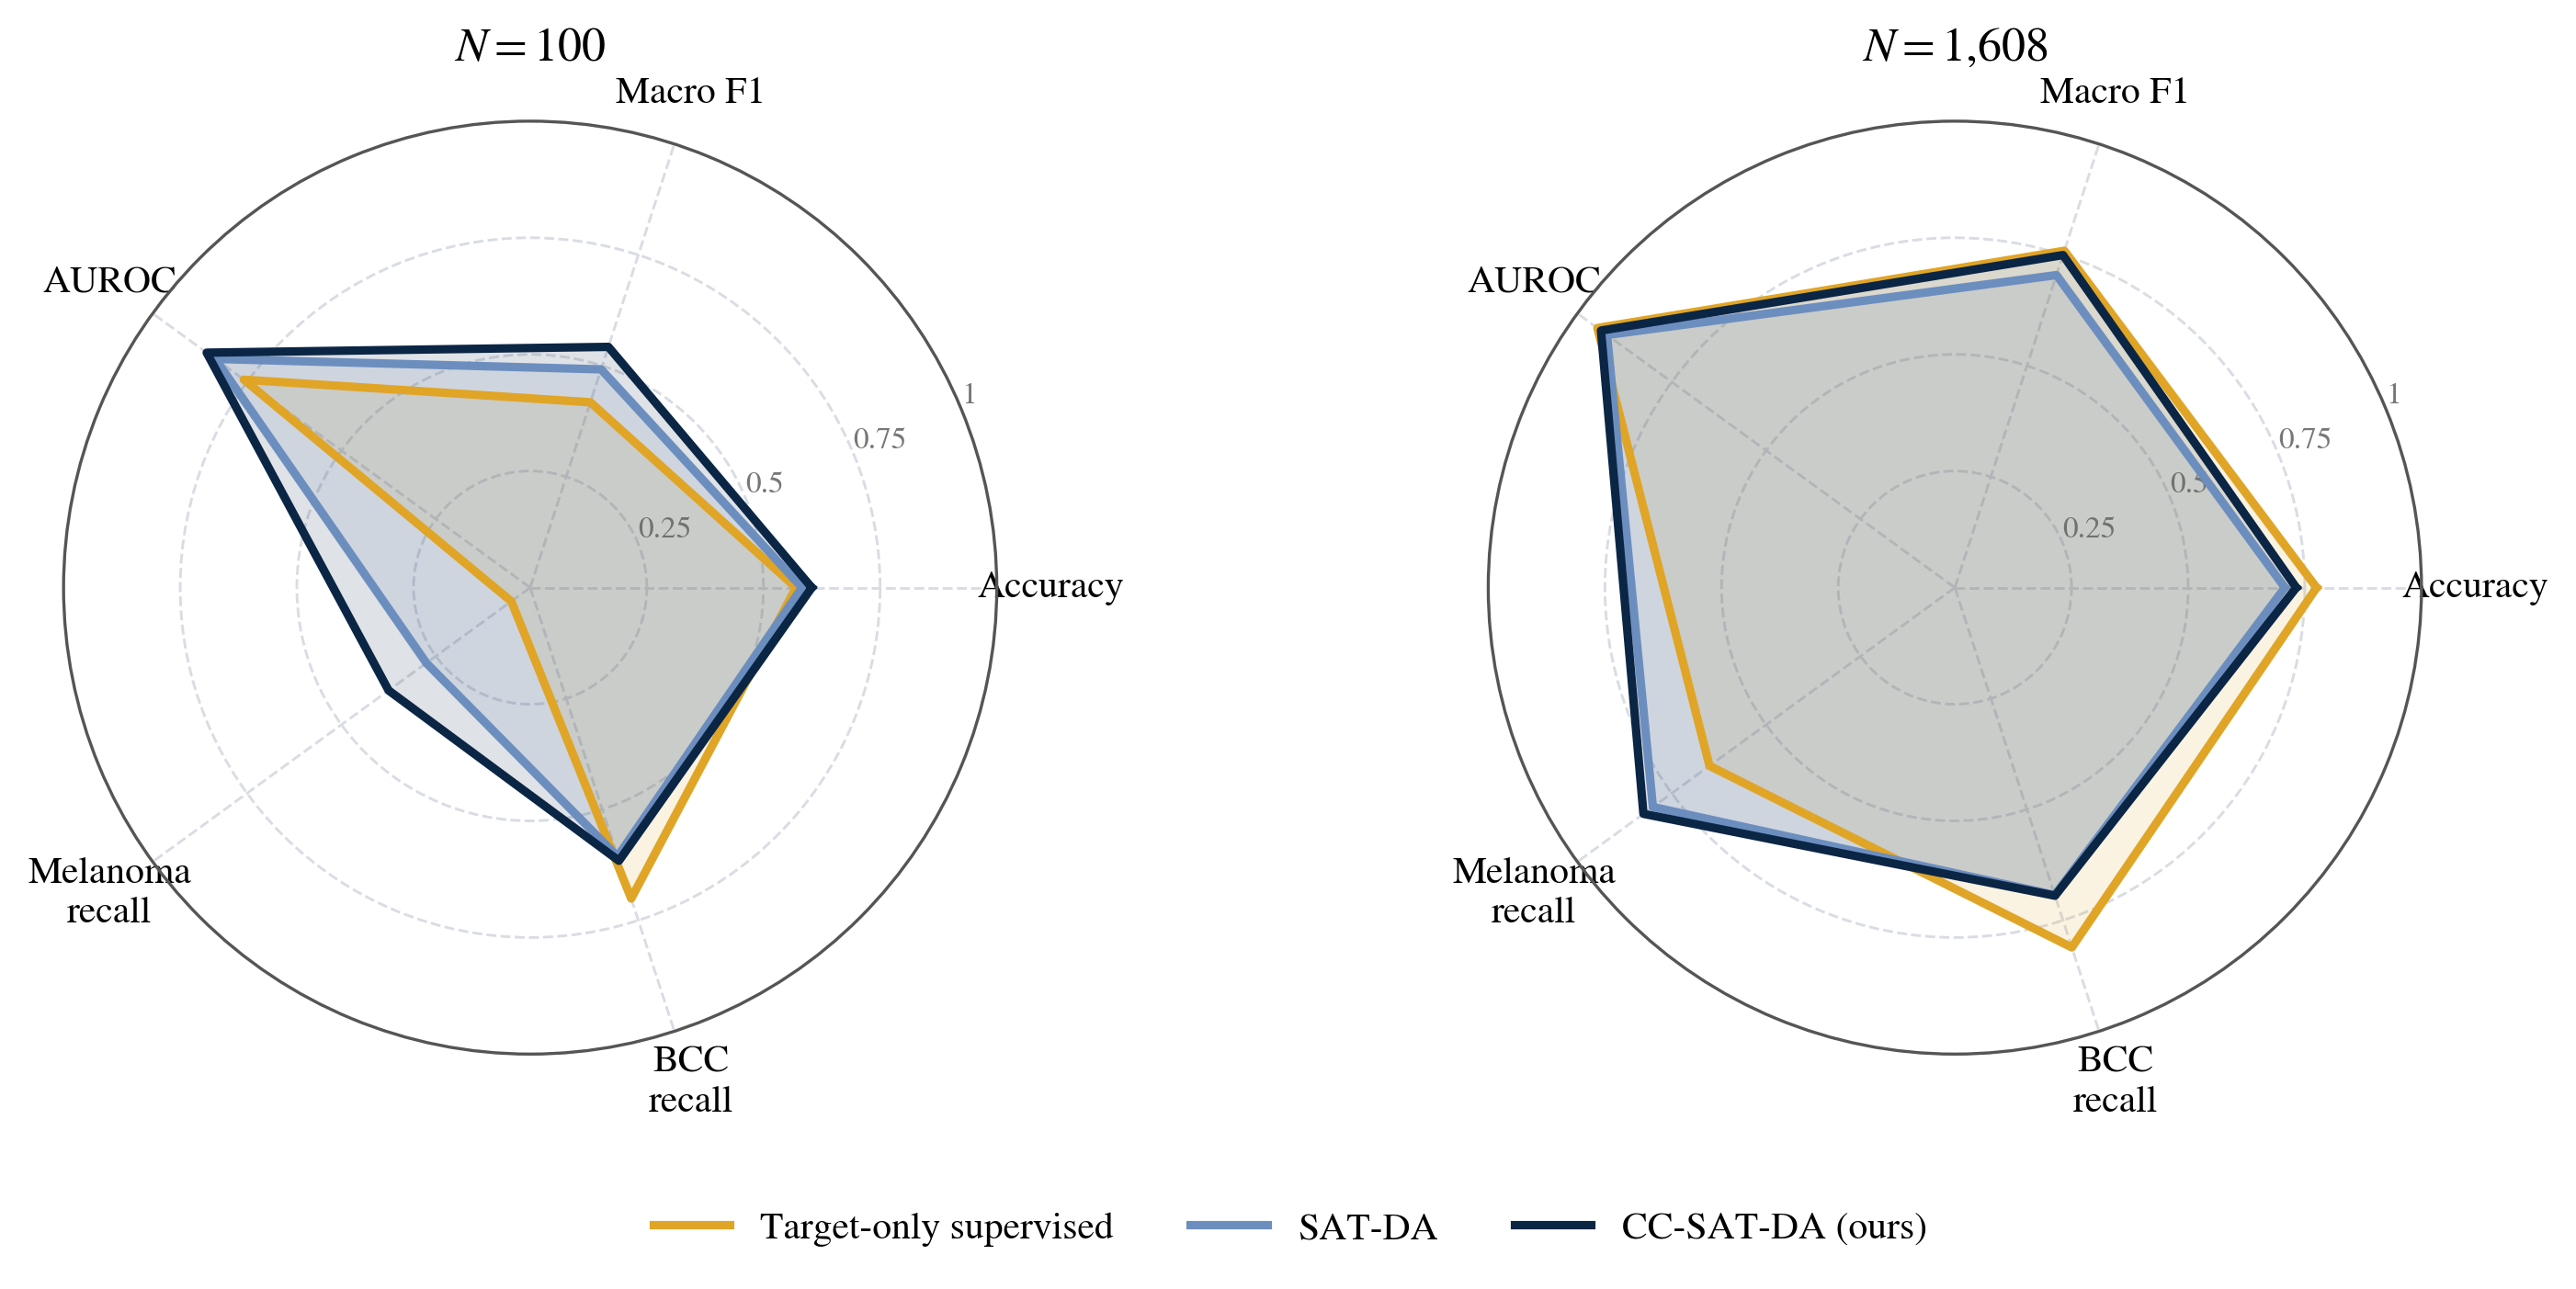 N = 100
Macro F1
AUROC
1
0.75
0.5
0.25
Accuracy
Melanoma
recall
BCC
recall
N = 1,608
Macro F1
AUROC
1
0.75
0.5
0.25
Accuracy
Melanoma
recall
BCC
recall
Target-only supervised
SAT-DA
CC-SAT-DA (ours)